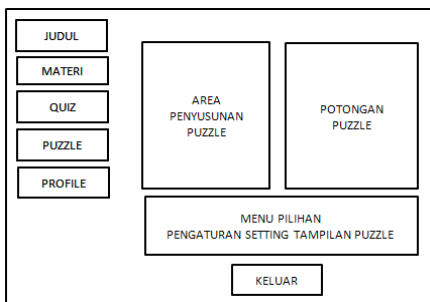 JUDUL
MATERI
QUIZ
PUZZLE
PROFILE
AREA
PENYUSUNAN
PUZZLE
POTONGAN
PUZZLE
MENU PILIHAN
PENGATURAN SETTING TAMPILAN PUZZLE
KELUAR